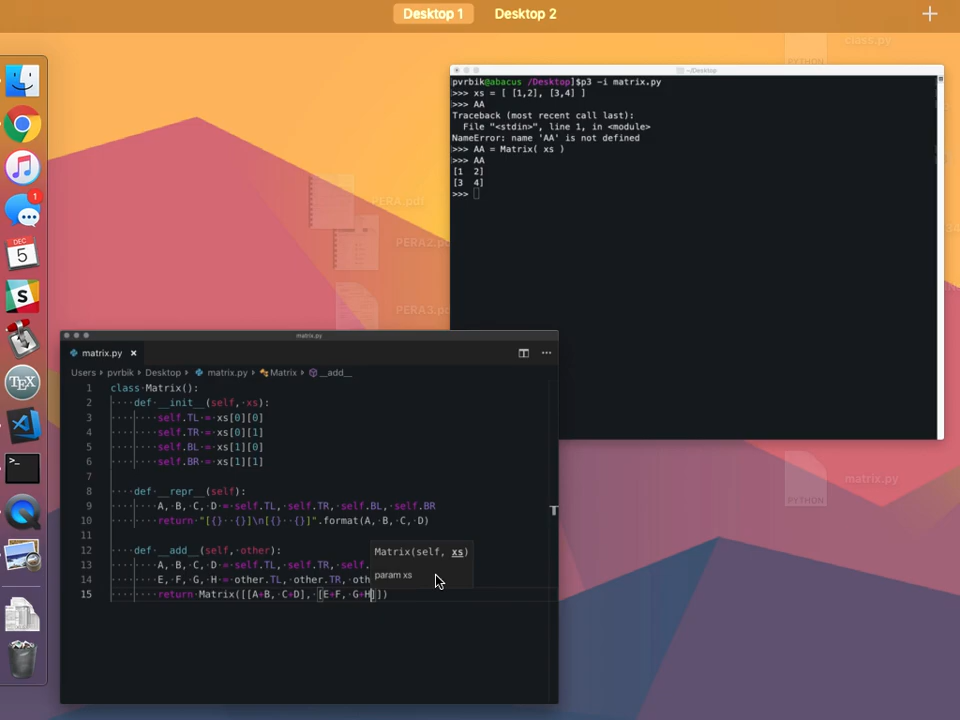 Desktop 1
Desktop 2
~/Desktop
pvrbik@abacus /Desktop]$p3 -i matrix.py
>>> xs = [ [1,2], [3,4] ]
>>> AA
Traceback (most recent call last):
  File "<stdin>", line 1, in <module>
NameError: name 'AA' is not defined
>>> AA = Matrix( xs )
>>> AA
[1  2]
[3  4]
>>>
class.py
PYTHON
PERA.pdf
PERA2.
PERA3.
1
DEC
5
TEX
matrix.py
matrix.py
Users › pvrbik › Desktop › matrix.py › Matrix › __add__
1 class Matrix():
2     def __init__(self, xs):
3         self.TL = xs[0][0]
4         self.TR = xs[0][1]
5         self.BL = xs[1][0]
6         self.BR = xs[1][1]
7
8     def __repr__(self):
9         A, B, C, D = self.TL, self.TR, self.BL, self.BR
10         return "[{}  {}]\n[{}  {}]".format(A, B, C, D)
11
12     def __add__(self, other):
13         A, B, C, D = self.TL, self.TR, self.
14         E, F, G, H = other.TL, other.TR, oth
15         return Matrix([[A+B, C+D], [E+F, G+H]])
Matrix(self, xs)
param xs
matrix.py
PYTHON